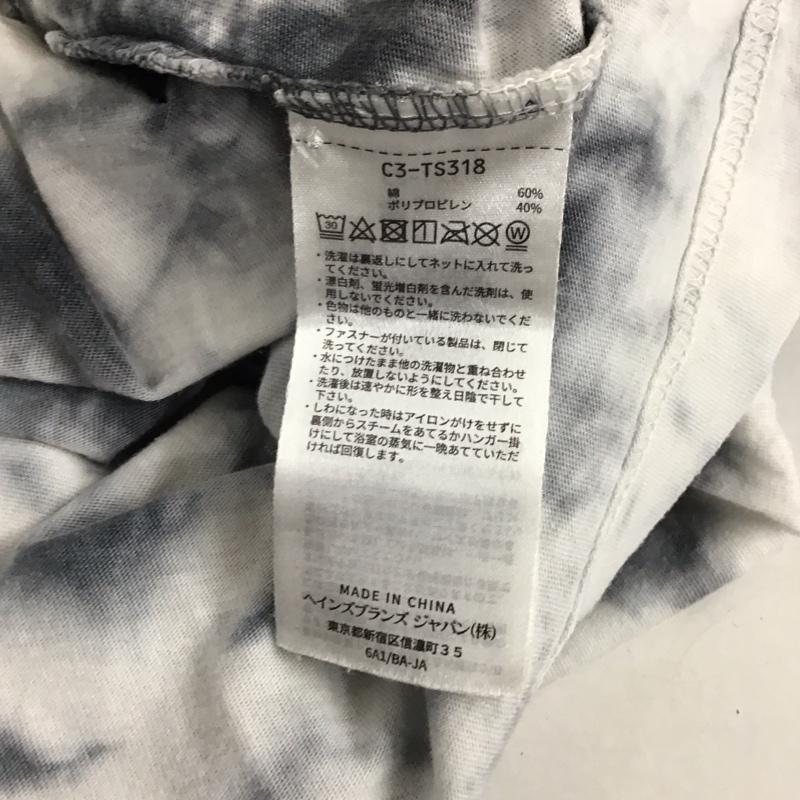 C3-TS318
綿 60%
ポリプロピレン 40%
30 W
・洗濯は裏返しにしてネットに入れて洗っ
てください。
・漂白剤、蛍光増白剤を含んだ洗剤は、使
用しないでください。
・色物は他のものと一緒に洗わないでくだ
さい。
・ファスナーが付いている製品は、閉じて
洗ってください。
・水につけたまま他の洗濯物と重ね合わせ
たり、放置しないようにしてください。
・洗濯後は速やかに形を整え日陰で干して
下さい。
・しわになった時はアイロンがけをせずに
裏側からスチームをあてるかハンガー掛
けにして浴室の蒸気に一晩あてていただ
ければ回復します。
MADE IN CHINA
ヘインズブランズ ジャパン(株)
東京都新宿区信濃町35
6A1/BA-JA